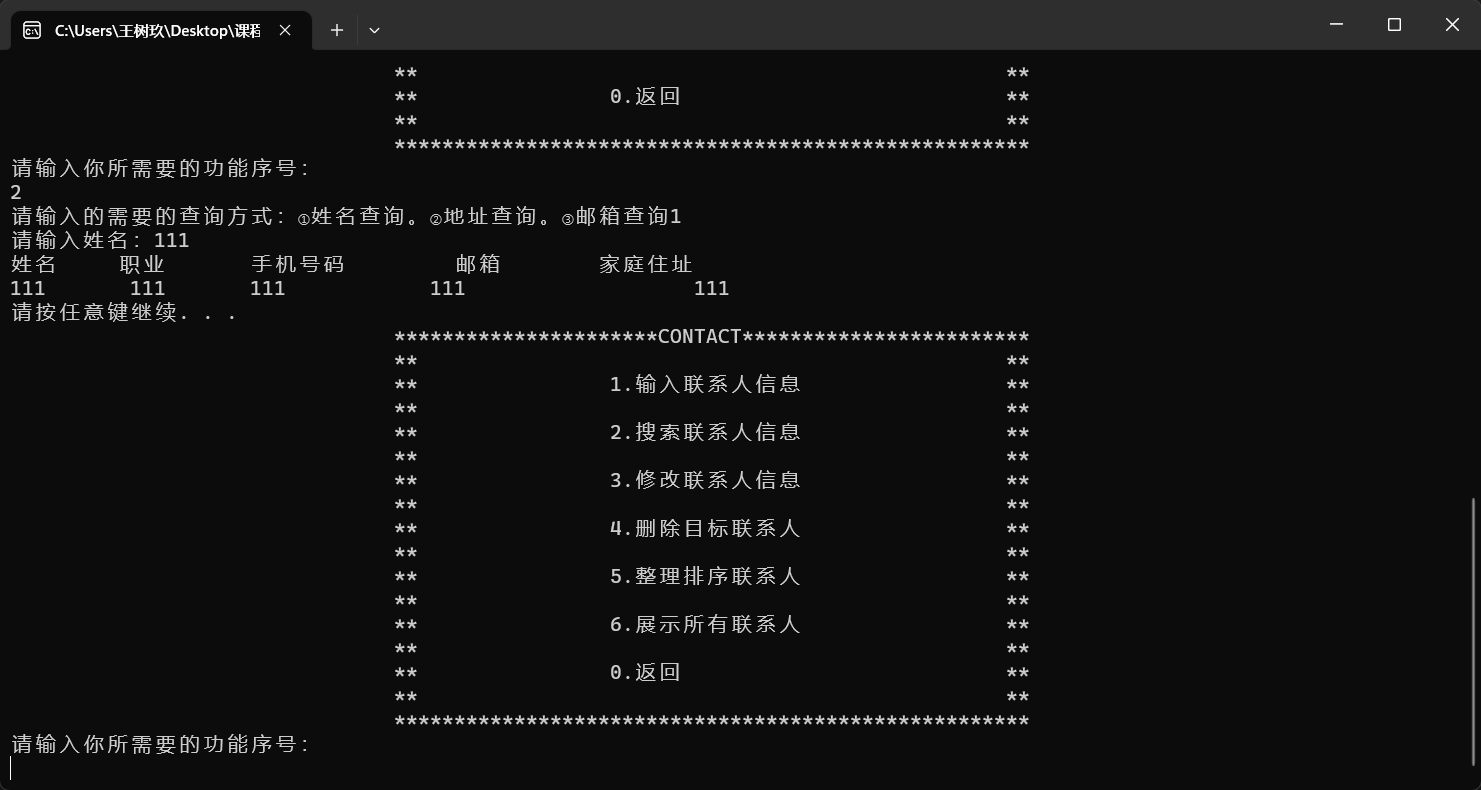 C:\Users\王树玖\Desktop\课程
** **
** 0.返回 **
** **
*****************************************************
请输入你所需要的功能序号：
2
请输入的需要的查询方式：①姓名查询。②地址查询。③邮箱查询1
请输入姓名：111
姓名 职业 手机号码 邮箱 家庭住址
111 111 111 111 111
请按任意键继续. . .
**********************CONTACT************************
** **
** 1.输入联系人信息 **
** **
** 2.搜索联系人信息 **
** **
** 3.修改联系人信息 **
** **
** 4.删除目标联系人 **
** **
** 5.整理排序联系人 **
** **
** 6.展示所有联系人 **
** **
** 0.返回 **
** **
*****************************************************
请输入你所需要的功能序号：